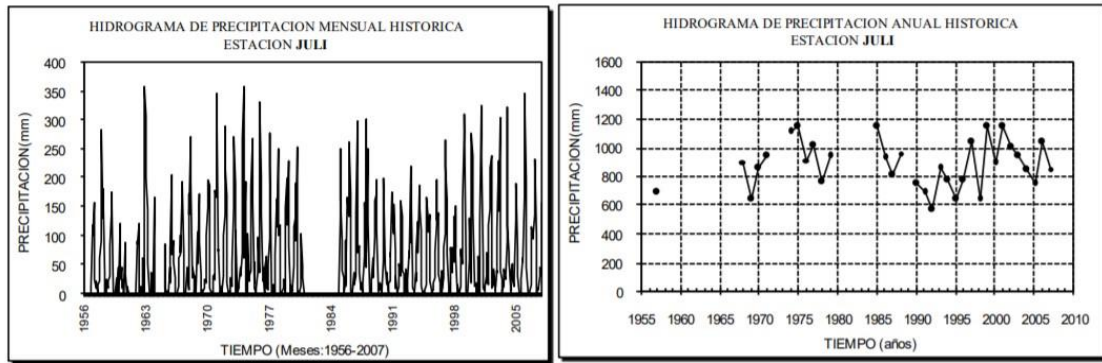 HIDROGRAMA DE PRECIPITACION MENSUAL HISTORICA
ESTACION JULI
PRECIPITACION(mm)
400
350
300
250
200
150
100
50
0
1956
1963
1970
1977
1984
1991
1998
2005
TIEMPO (Meses:1956-2007)
HIDROGRAMA DE PRECIPITACION ANUAL HISTORICA
ESTACION JULI
PRECIPITACION(mm)
1600
1400
1200
1000
800
600
400
200
0
1955 1960 1965 1970 1975 1980 1985 1990 1995 2000 2005 2010
TIEMPO (años)